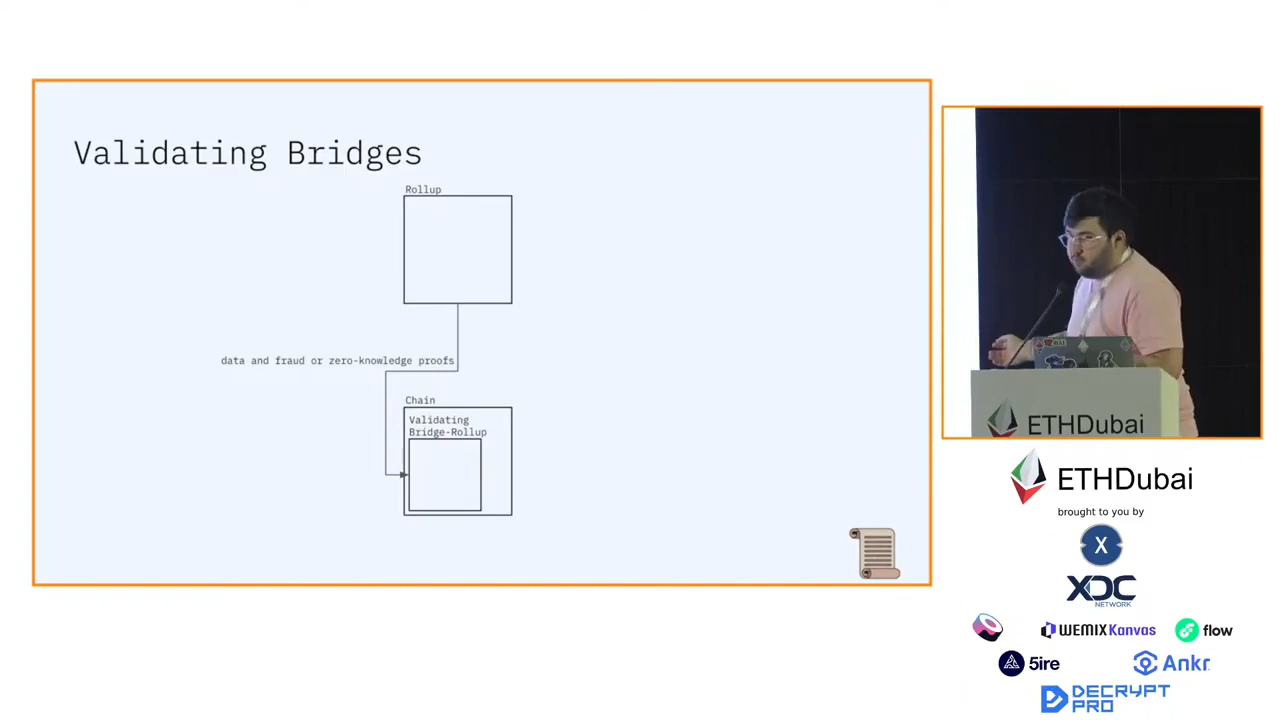 Validating Bridges
Rollup
data and fraud or zero-knowledge proofs
Chain
Validating
Bridge-Rollup
ETHDubai
ETHDubai
brought to you by
X
XDC
NETWORK
WEMIX Kanvas
flow
5ire
Ankr
DECRYPT
PRO